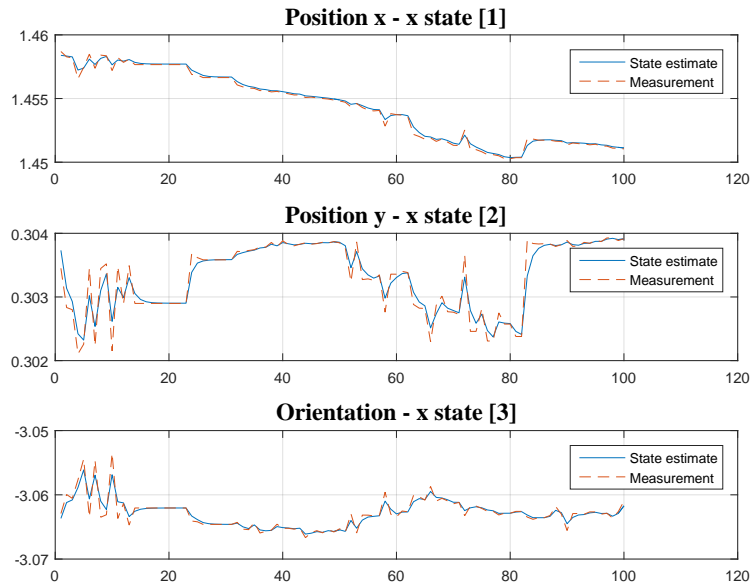 Position x - x state [1]
1.46
1.455
1.45
State estimate
Measurement
0 20 40 60 80 100 120
Position y - x state [2]
0.304
0.303
0.302
State estimate
Measurement
0 20 40 60 80 100 120
Orientation - x state [3]
-3.05
-3.06
-3.07
State estimate
Measurement
0 20 40 60 80 100 120